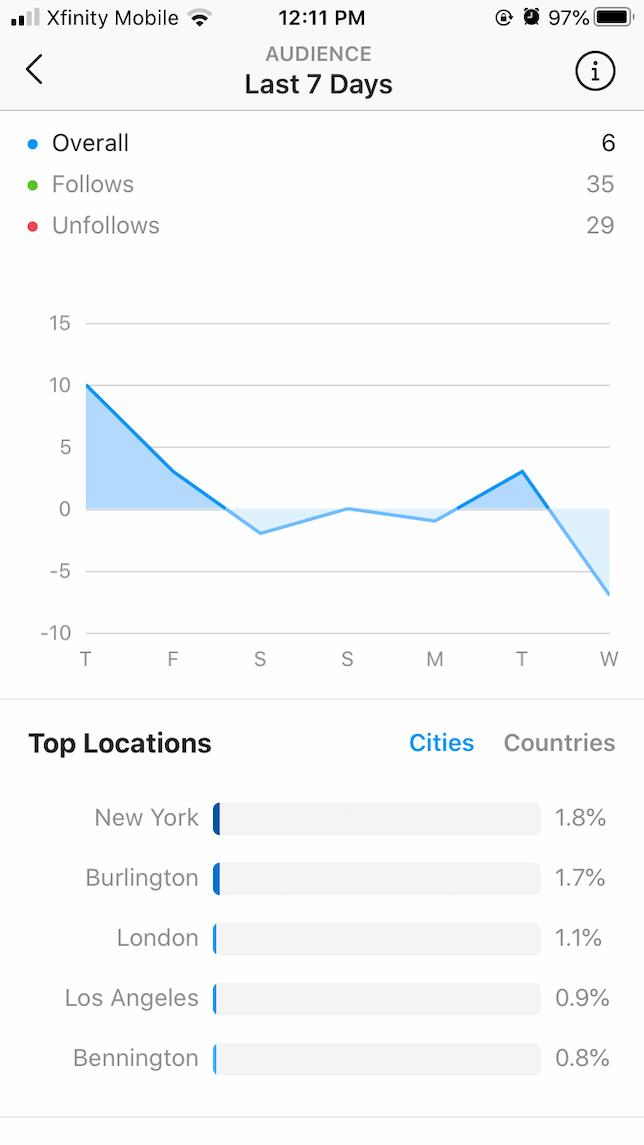 Xfinity Mobile 12:11 PM 97%
AUDIENCE
Last 7 Days
Overall 6
Follows 35
Unfollows 29
15
10
5
0
-5
-10
T F S S M T W
Top Locations Cities Countries
New York 1.8%
Burlington 1.7%
London 1.1%
Los Angeles 0.9%
Bennington 0.8%